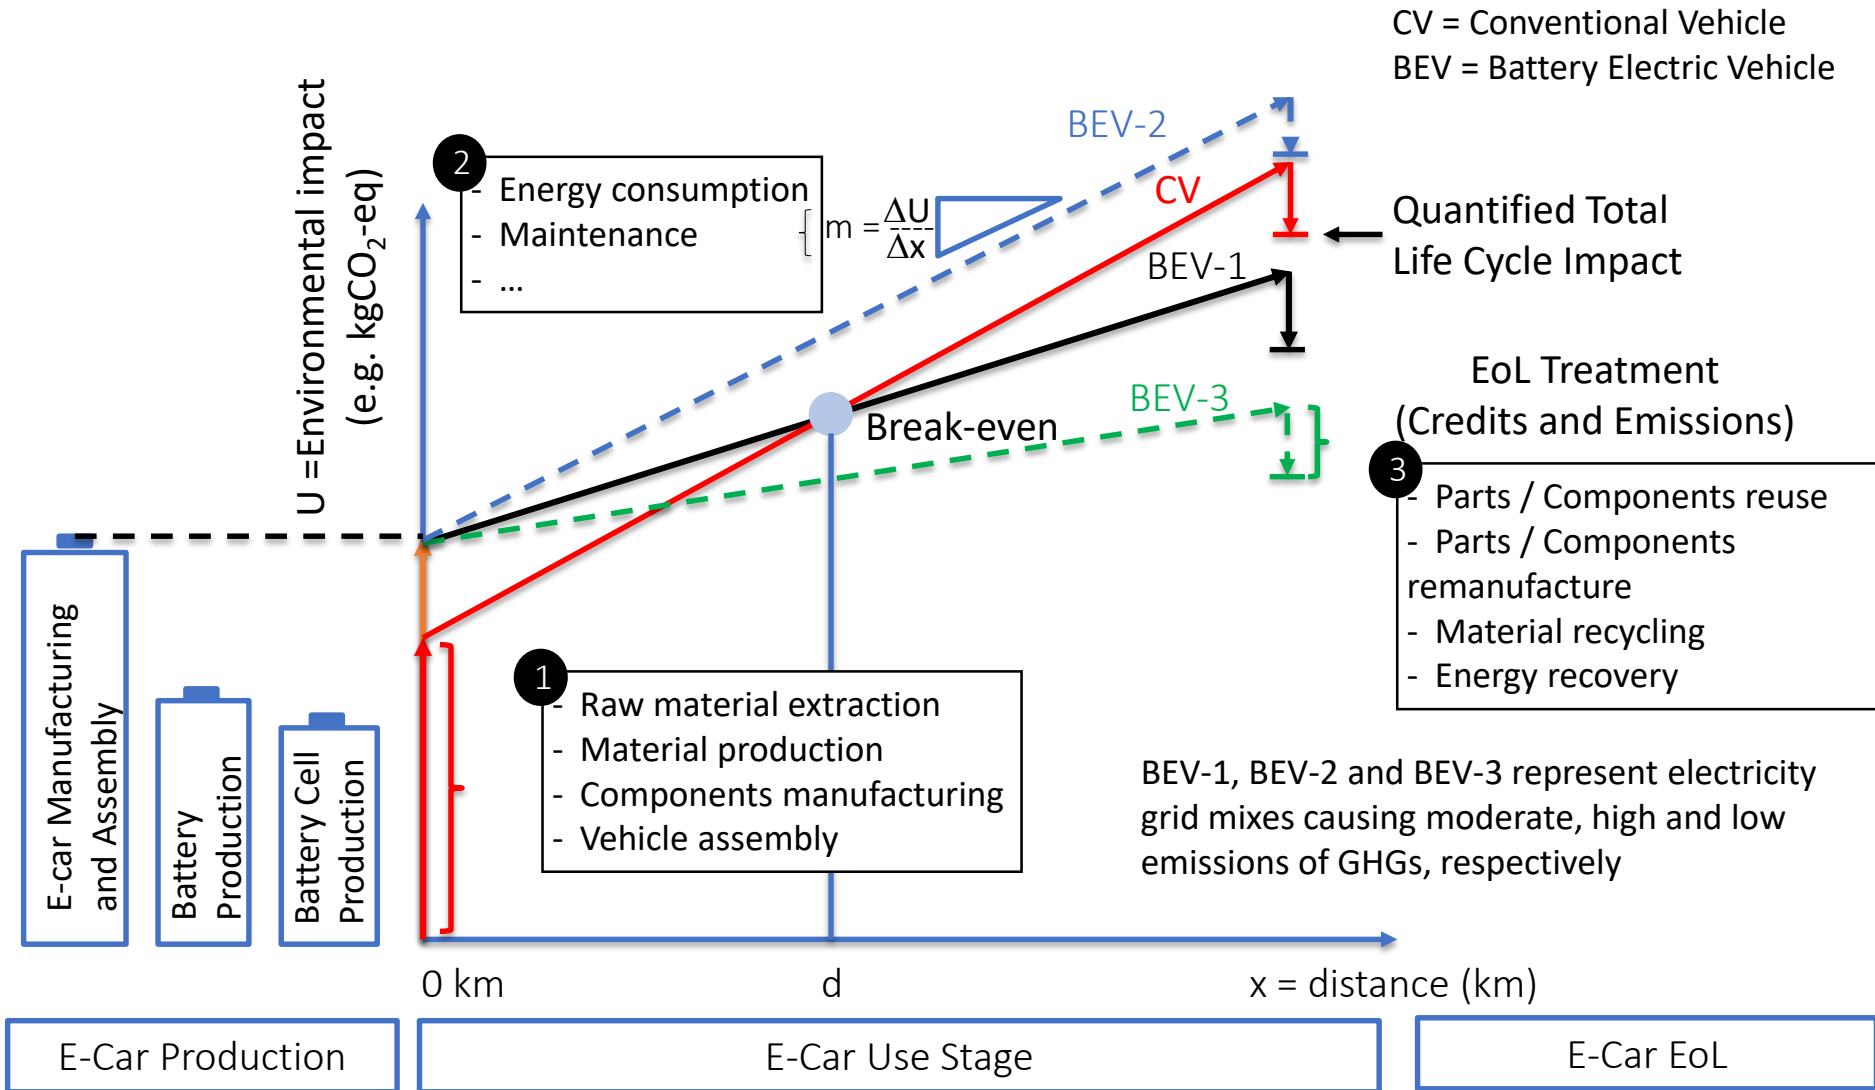 CV = Conventional Vehicle
BEV = Battery Electric Vehicle
U =Environmental impact
(e.g. kgCO₂-eq)
2
- Energy consumption
- Maintenance
- ...
m = ΔU
Δx
BEV-2
CV
BEV-1
BEV-3
Break-even
Quantified Total
Life Cycle Impact
EoL Treatment
(Credits and Emissions)
3
- Parts / Components reuse
- Parts / Components
remanufacture
- Material recycling
- Energy recovery
1
- Raw material extraction
- Material production
- Components manufacturing
- Vehicle assembly
E-car Manufacturing
and Assembly
Battery
Production
Battery Cell
Production
BEV-1, BEV-2 and BEV-3 represent electricity
grid mixes causing moderate, high and low
emissions of GHGs, respectively
0 km
d
x = distance (km)
E-Car Production
E-Car Use Stage
E-Car EoL